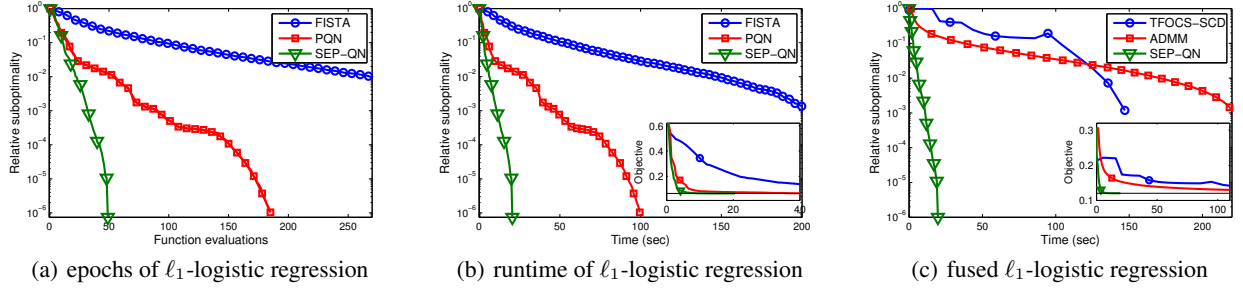 Relative suboptimality
10^0
10^-1
10^-2
10^-3
10^-4
10^-5
10^-6
0 50 100 150 200 250
Function evaluations
FISTA
PQN
SEP-QN
(a) epochs of ℓ1-logistic regression
Relative suboptimality
10^0
10^-1
10^-2
10^-3
10^-4
10^-5
10^-6
0 50 100 150 200
Time (sec)
FISTA
PQN
SEP-QN
Objective
0.6
0.4
0.2
0 20 40
(b) runtime of ℓ1-logistic regression
Relative suboptimality
10^0
10^-1
10^-2
10^-3
10^-4
10^-5
10^-6
0 50 100 150 200
Time (sec)
TFOCS-SCD
ADMM
SEP-QN
Objective
0.3
0.2
0.1
0 50 100
(c) fused ℓ1-logistic regression